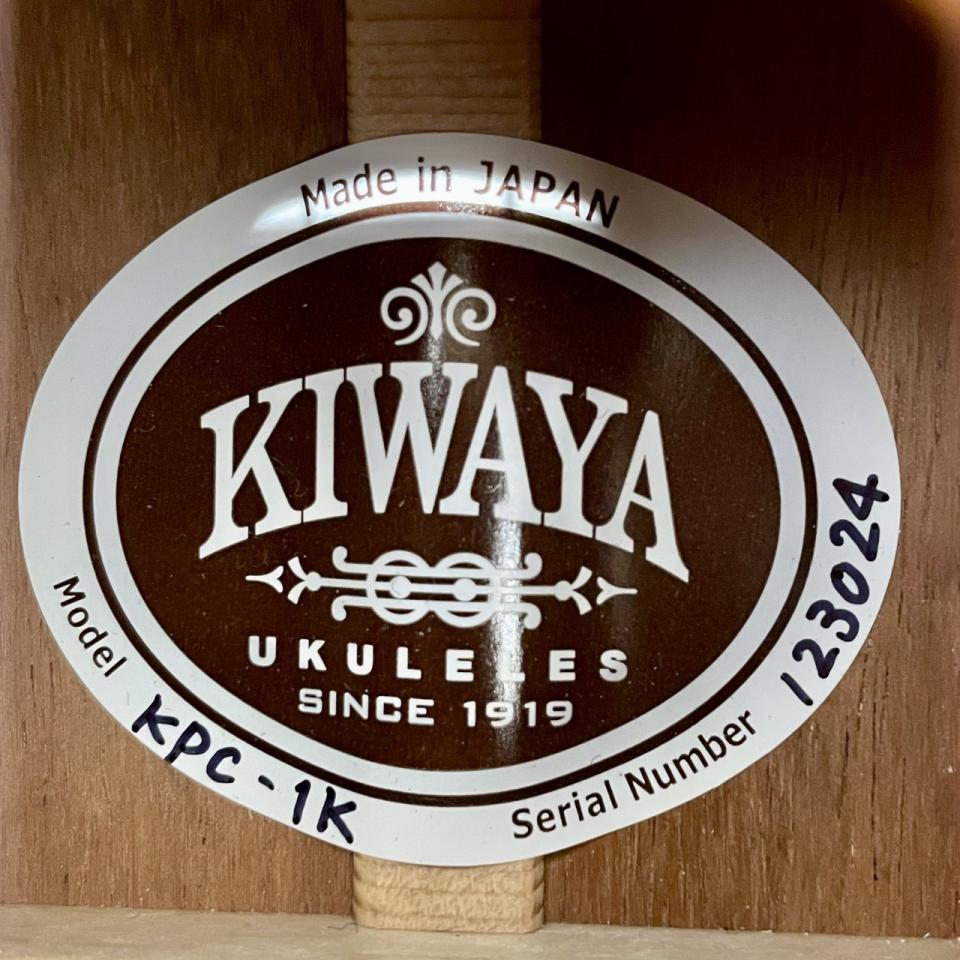 Made in JAPAN
KIWAYA
UKULELES
SINCE 1919
Model KPC-1K
Serial Number 123024